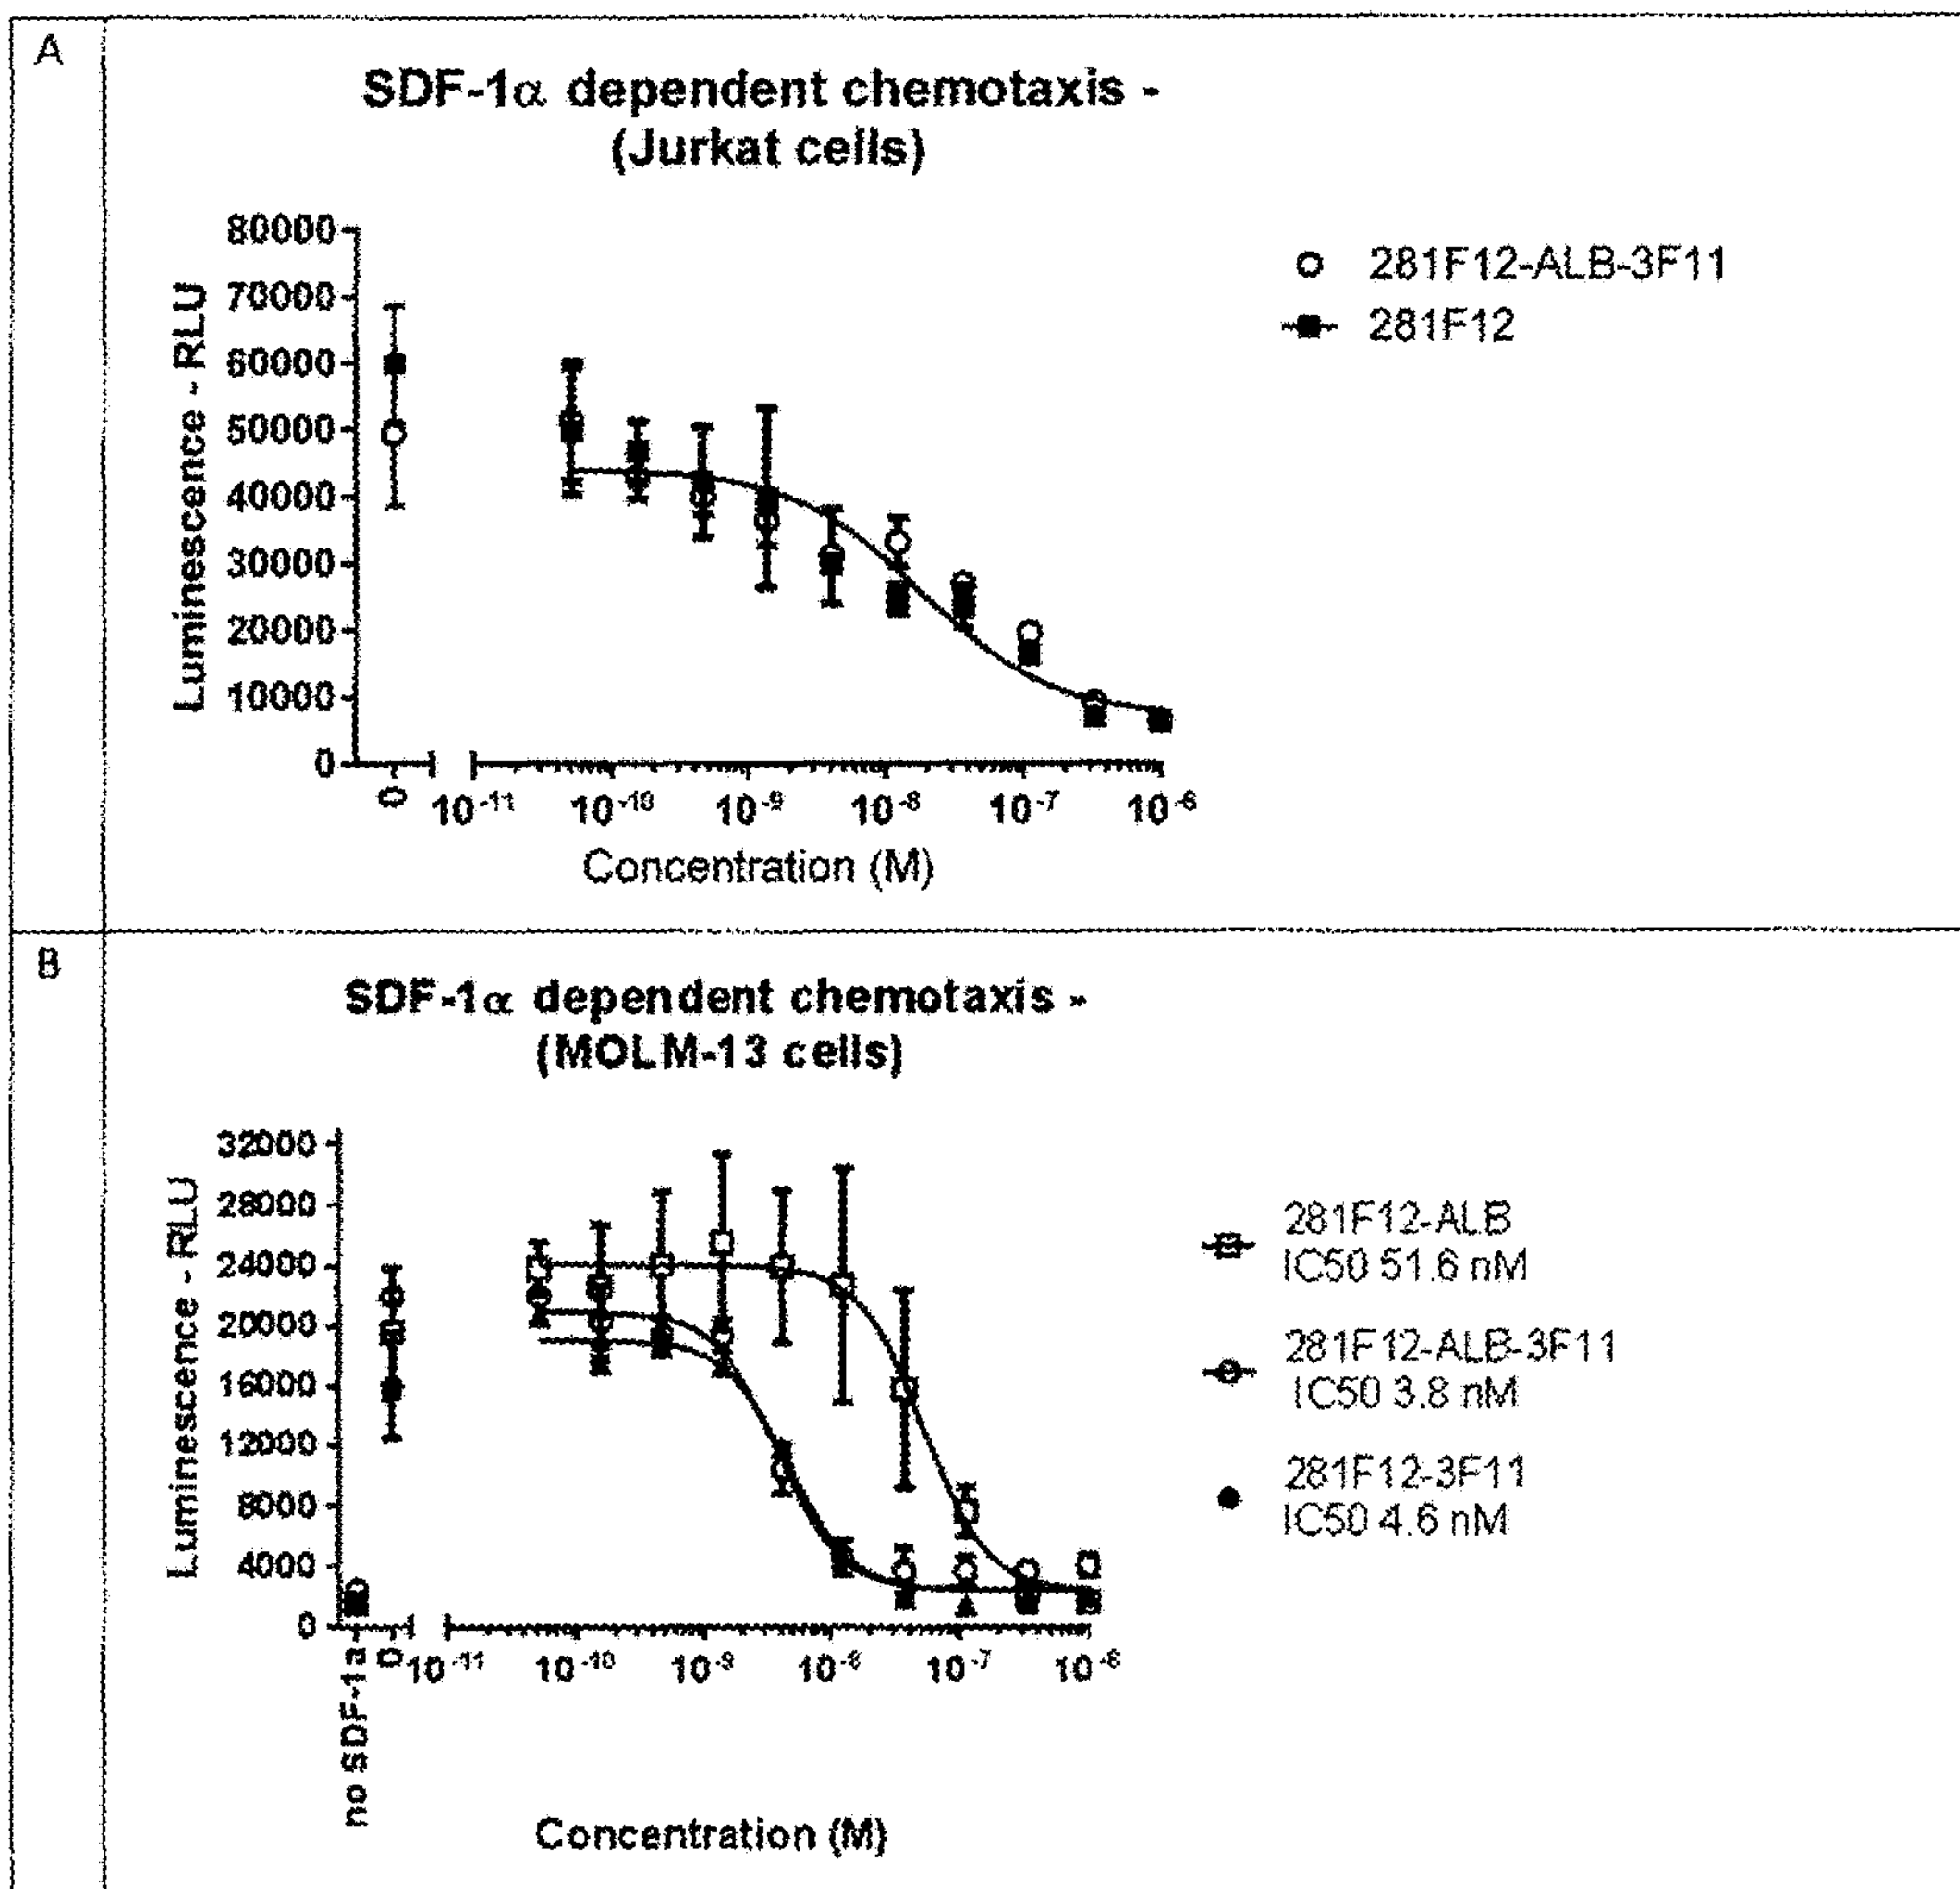 A
SDF-1α dependent chemotaxis -
(Jurkat cells)
80000
70000
60000
50000
40000
30000
20000
10000
0
Luminescence - RLU
0
10^-11
10^-10
10^-9
10^-8
10^-7
10^-6
Concentration (M)
281F12-ALB-3F11
281F12
B
SDF-1α dependent chemotaxis -
(MOLM-13 cells)
32000
28000
24000
20000
16000
12000
8000
4000
0
Luminescence - RLU
no SDF-1a
0
10^-11
10^-10
10^-9
10^-8
10^-7
10^-6
Concentration (M)
281F12-ALB
IC50 51.6 nM
281F12-ALB-3F11
IC50 3.8 nM
281F12-3F11
IC50 4.6 nM